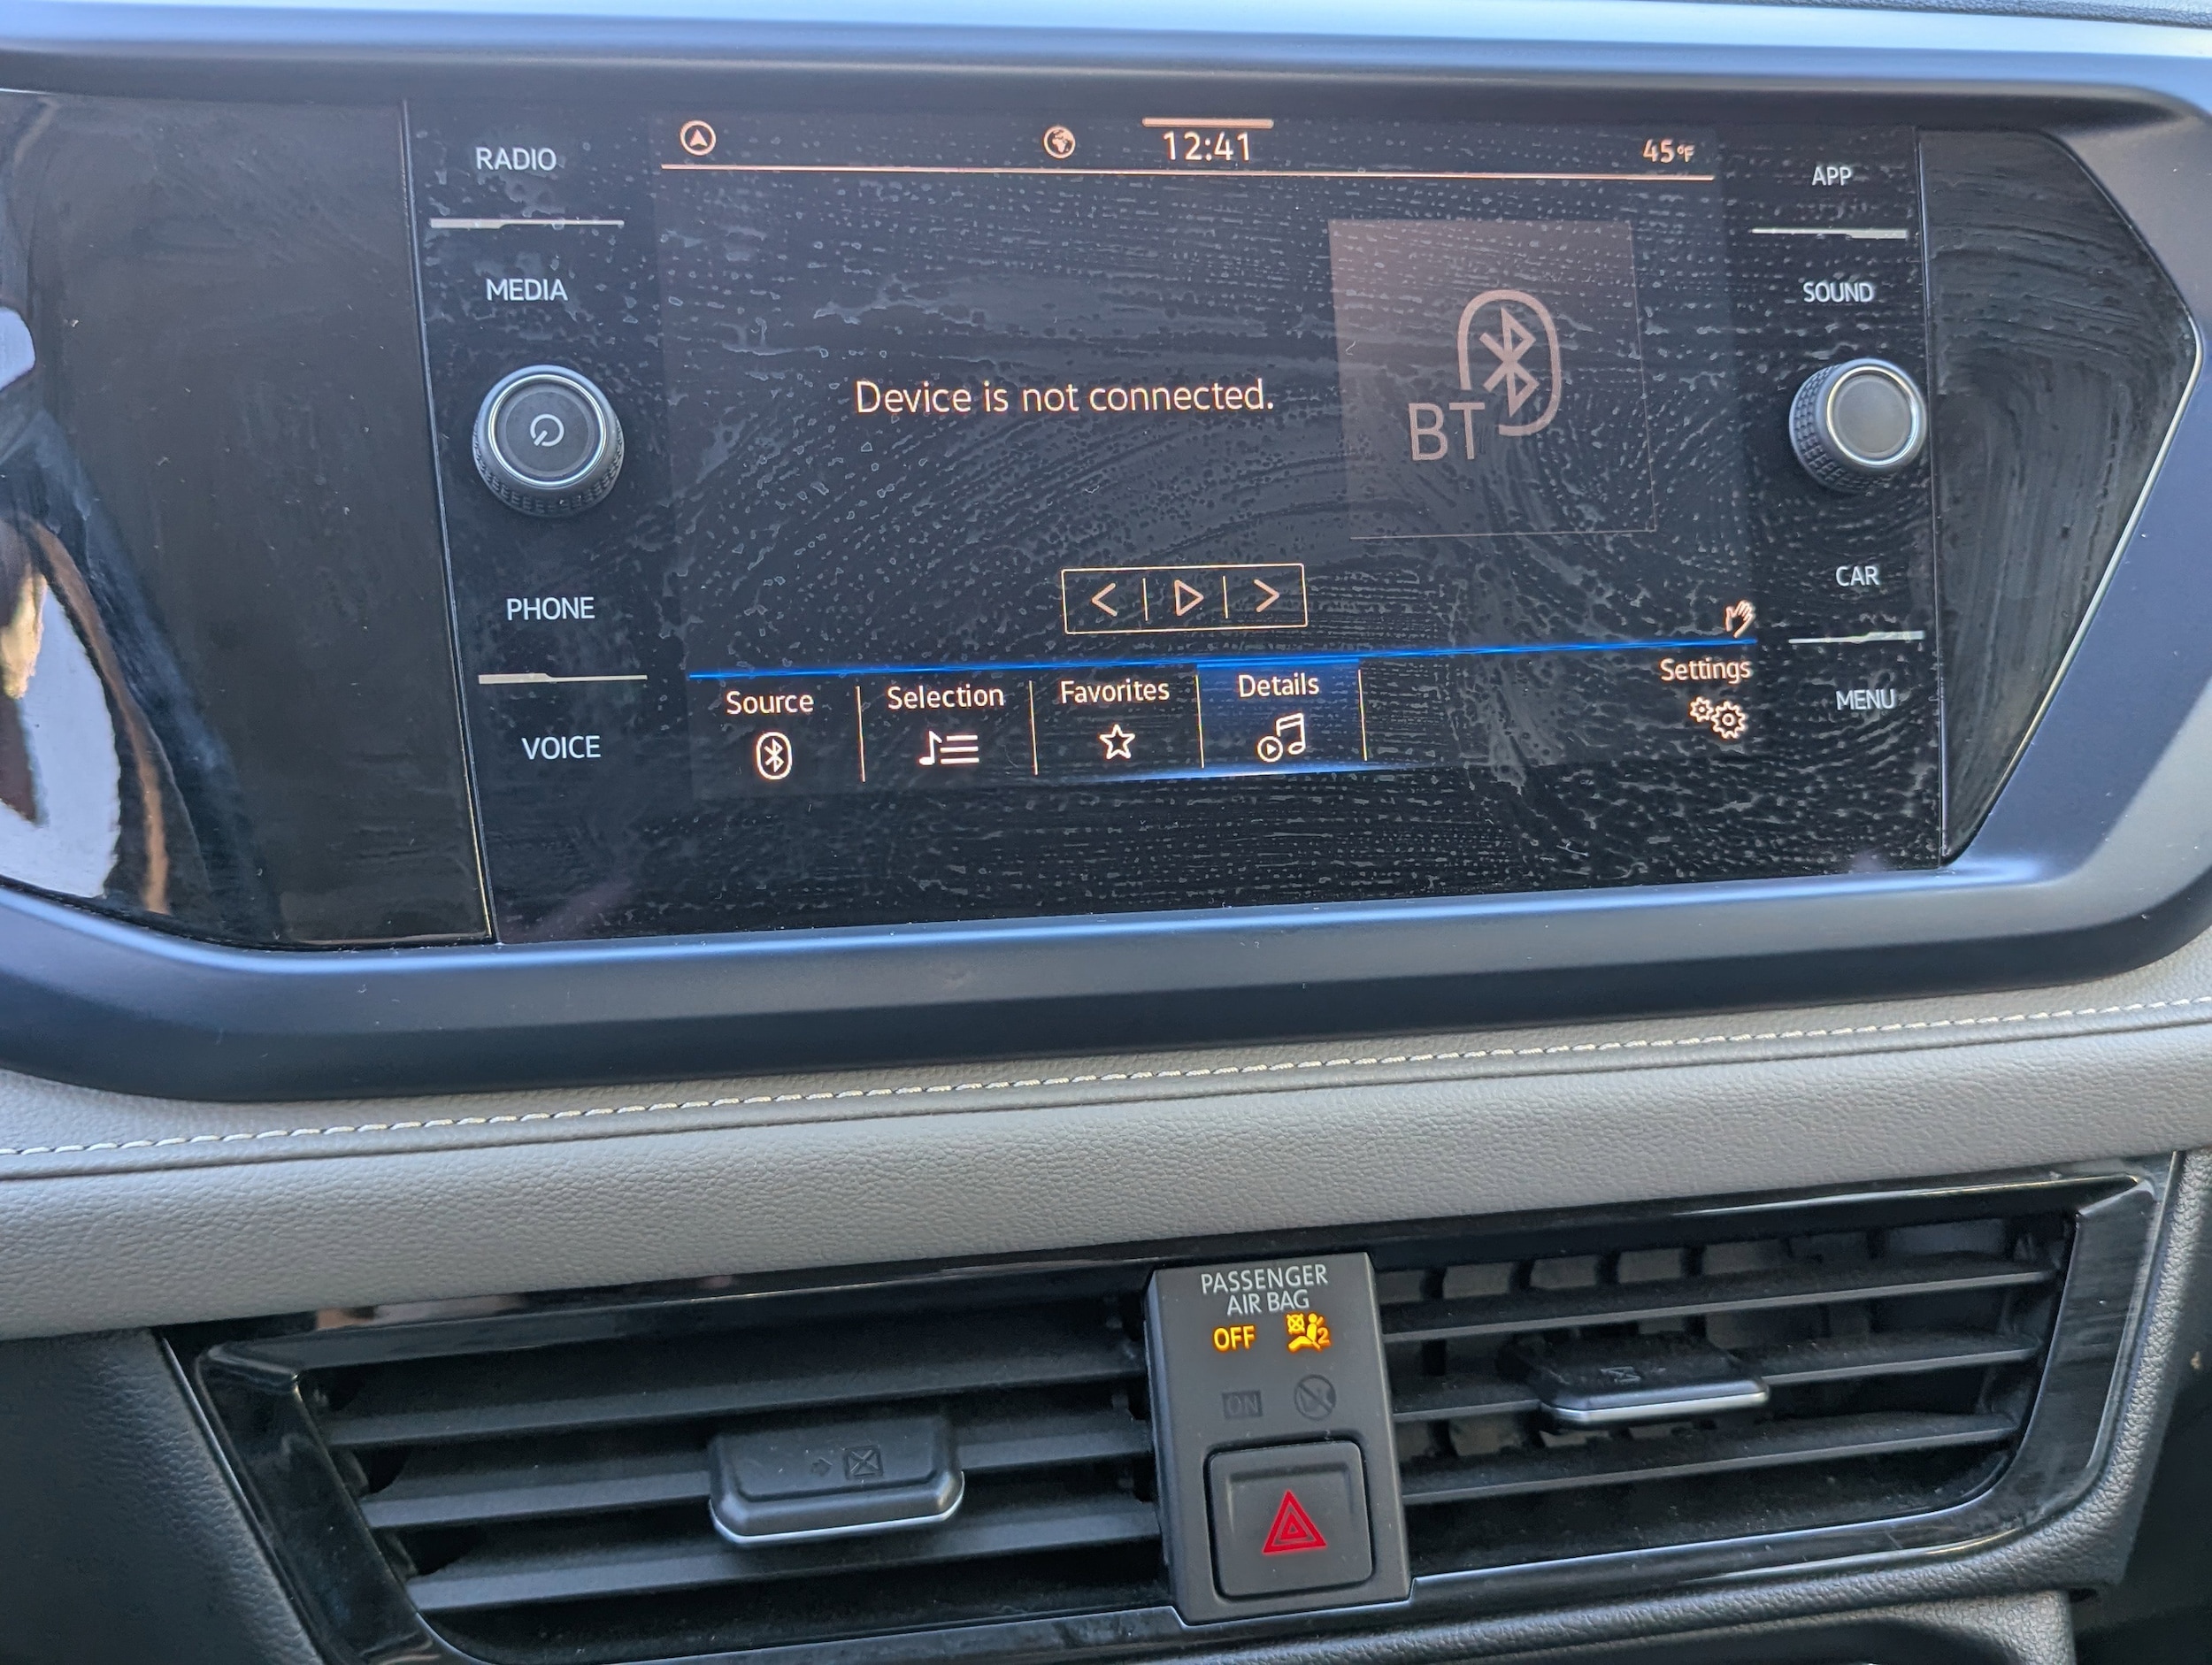 RADIO
MEDIA
PHONE
VOICE
12:41
45°F
Device is not connected.
BT
Source
Selection
Favorites
Details
Settings
APP
SOUND
CAR
MENU
PASSENGER
AIR BAG
OFF 2
ON